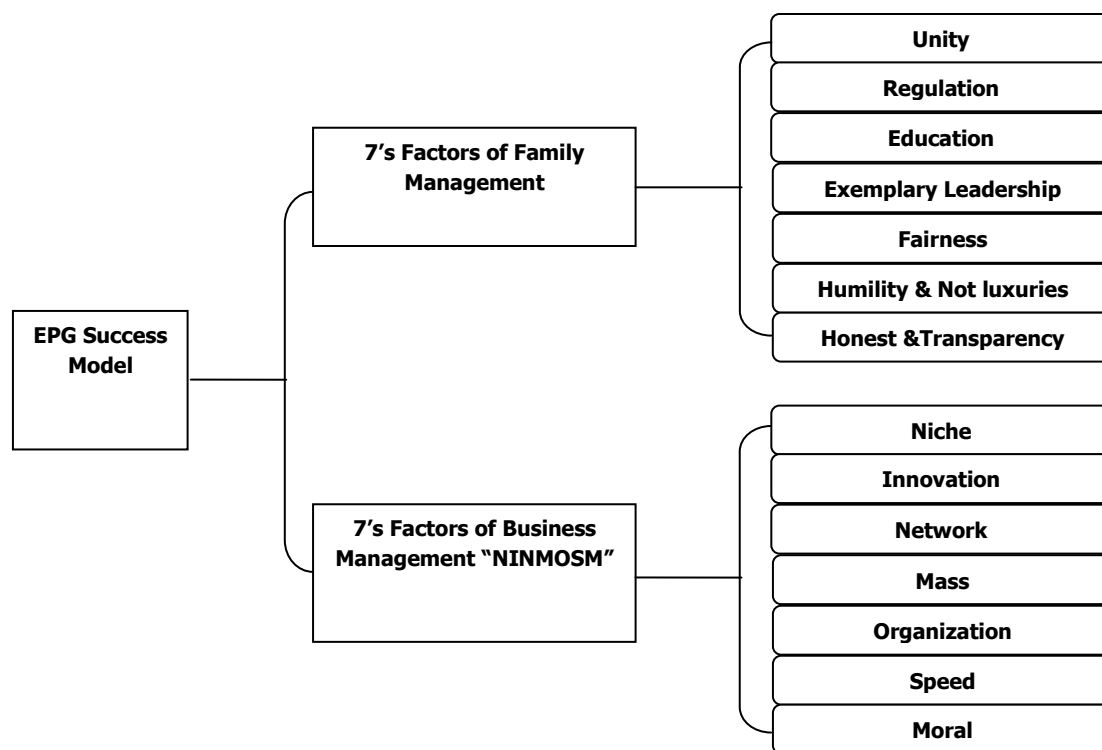 EPG Success
Model
7’s Factors of Family
Management
7’s Factors of Business
Management “NINMOSM”
Unity
Regulation
Education
Exemplary Leadership
Fairness
Humility & Not luxuries
Honest &Transparency
Niche
Innovation
Network
Mass
Organization
Speed
Moral